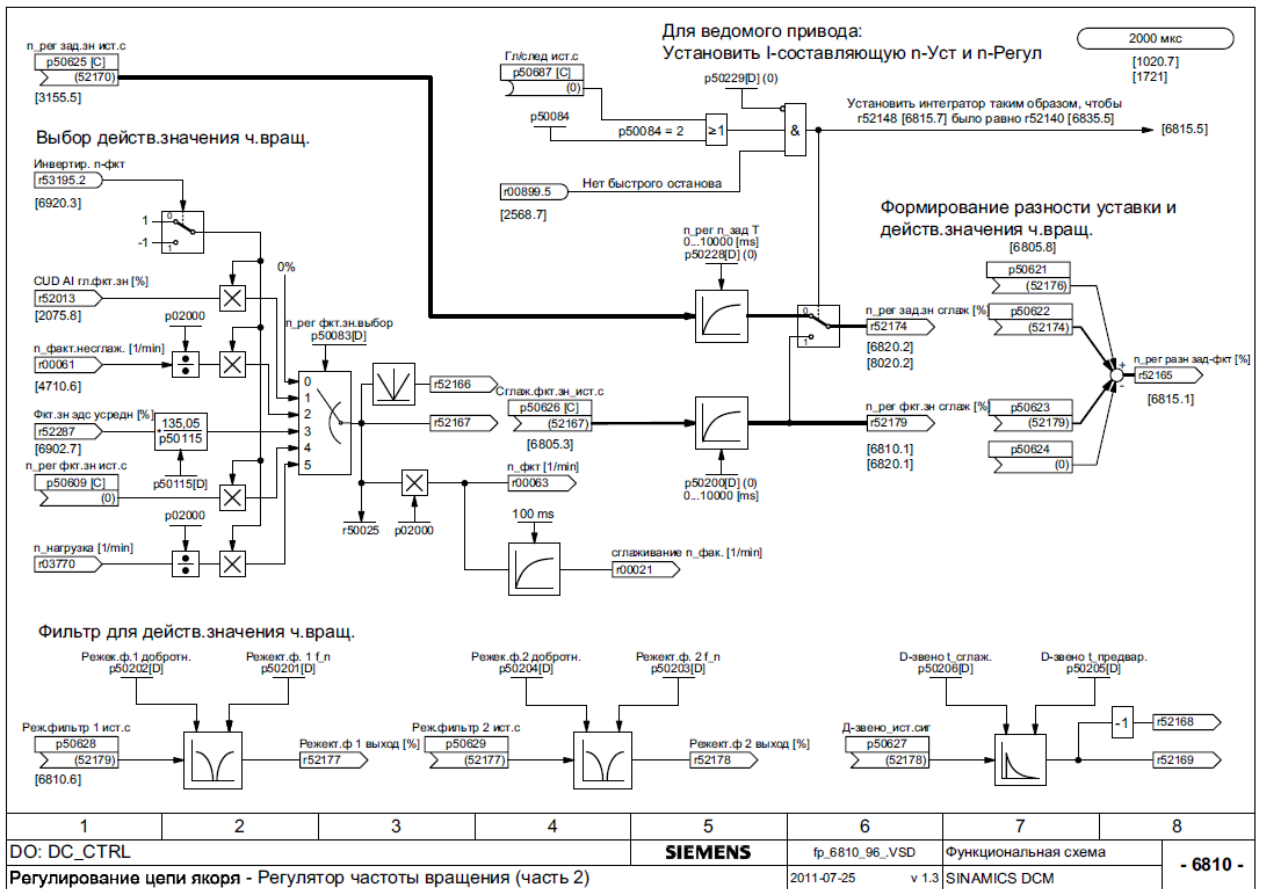 n_рег зад.зн ист.с
p50625 [C]
(52170)
[3155.5]
Для ведомого привода:
Установить I-составляющую n-Уст и n-Регул
2000 мкс
[1020.7]
[1721]
Гл/след ист.с
p50687 [C]
(0)
p50229[D] (0)
p50084
p50084 = 2
≥1
&
Установить интегратор таким образом, чтобы
r52148 [6815.7] было равно r52140 [6835.5]
[6815.5]
r00899.5
Нет быстрого останова
[2568.7]
Выбор действ.значения ч.вращ.
Инвертир. n-фкт
r53195.2
[6920.3]
1
0
-1
1
CUD AI гл.фкт.зн [%]
r52013
[2075.8]
p02000
n_факт.несглаж. [1/min]
r00061
[4710.6]
Фкт.зн эдс усредн [%]
r52287
[6902.7]
135,05
* p50115
p50115[D]
n_рег фкт.зн ист.с
p50609 [C]
(0)
p02000
n_нагрузка [1/min]
r03770
0%
n_рег фкт.зн.выбор
p50083[D]
0
1
2
3
4
5
r52166
r52167
r50025
p02000
n_фкт [1/min]
r00063
100 ms
сглаживание n_фак. [1/min]
r00021
Сглаж.фкт.зн_ист.с
p50626 [C]
(52167)
[6805.3]
n_рег n_зад T
0...10000 [ms]
p50228[D] (0)
p50200[D] (0)
0...10000 [ms]
0
1
n_рег зад.зн сглаж [%]
r52174
[6820.2]
[8020.2]
n_рег фкт.зн сглаж [%]
r52179
[6810.1]
[6820.1]
Формирование разности уставки и
действ.значения ч.вращ.
[6805.8]
p50621
(52176)
p50622
(52174)
p50623
(52179)
p50624
(0)
+
-
n_рег разн зад-фкт [%]
r52165
[6815.1]
Фильтр для действ.значения ч.вращ.
Режек.ф.1 добротн.
p50202[D]
Режект.ф. 1 f_n
p50201[D]
Реж.фильтр 1 ист.с
p50628
(52179)
[6810.6]
Режект.ф 1 выход [%]
r52177
Режек.ф.2 добротн.
p50204[D]
Режект.ф. 2 f_n
p50203[D]
Реж.фильтр 2 ист.с
p50629
(52177)
Режект.ф 2 выход [%]
r52178
D-звено t_сглаж.
p50206[D]
D-звено t_предвар.
p50205[D]
Д-звено_ист.сиг
p50627
(52178)
-1
r52168
r52169
1 2 3 4 5 6 7 8
DO: DC_CTRL
SIEMENS
fp_6810_96_.VSD
Функциональная схема
- 6810 -
Регулирование цепи якоря - Регулятор частоты вращения (часть 2)
2011-07-25 v 1.3
SINAMICS DCM